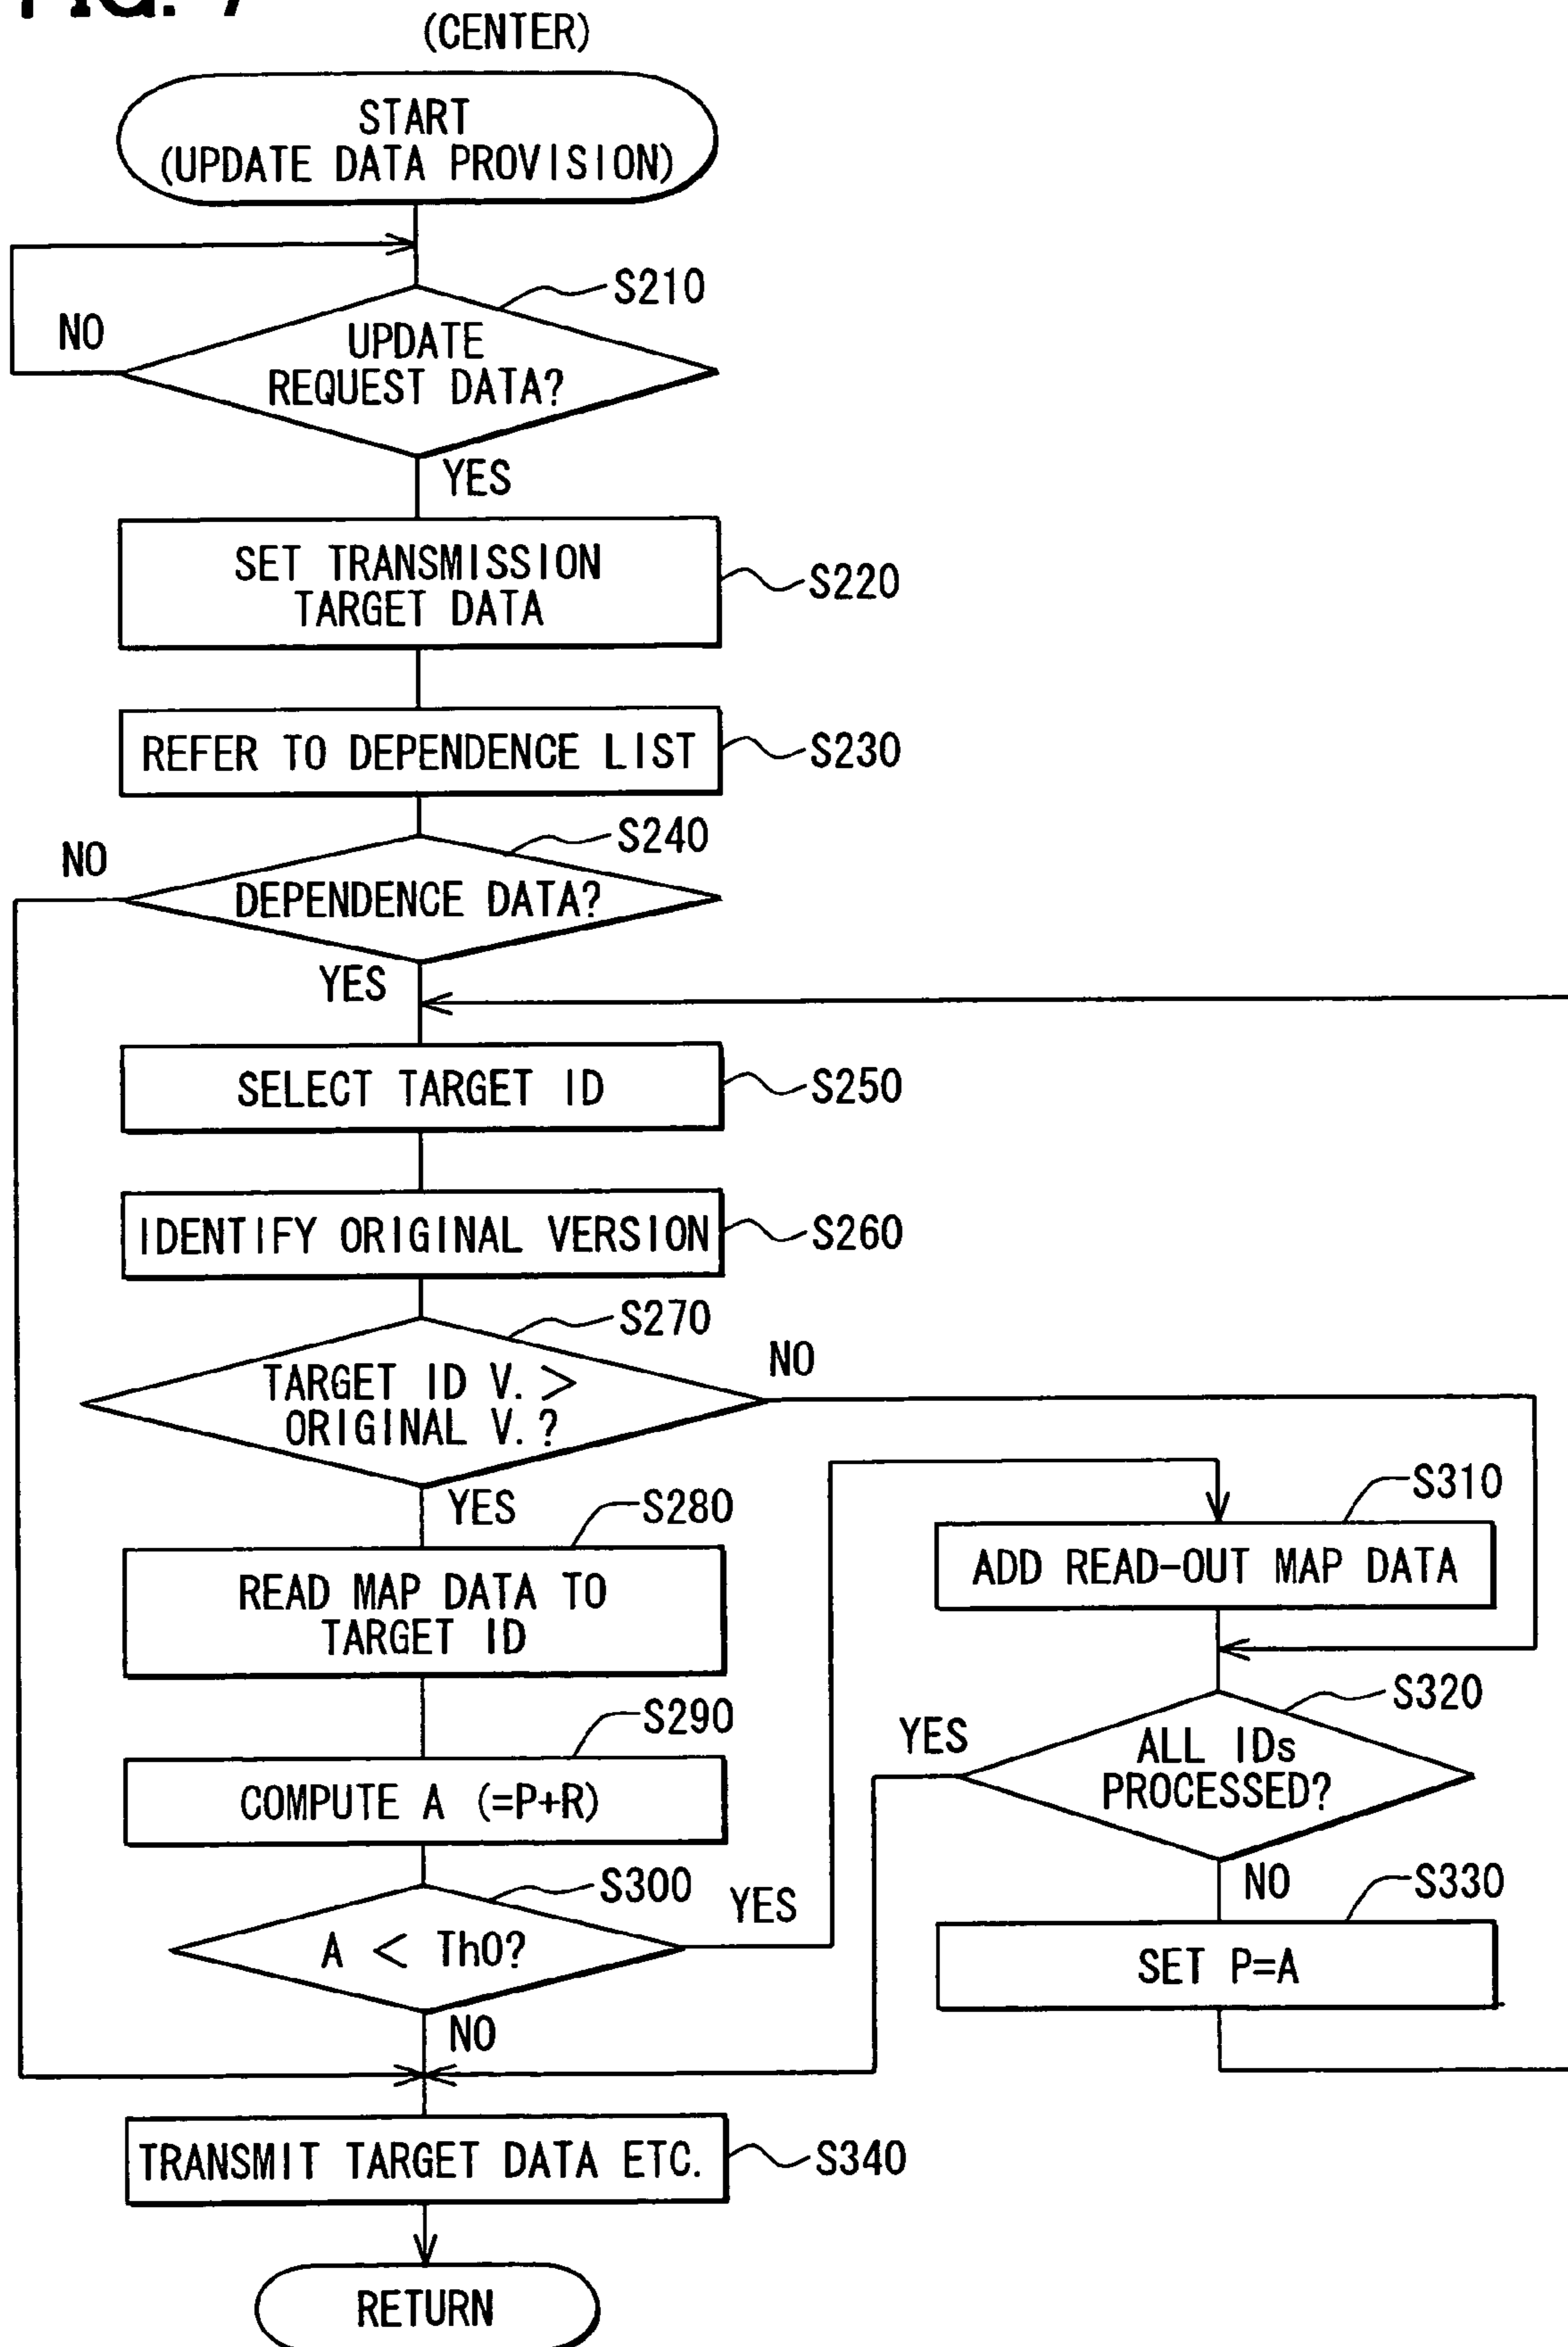 FIG. 7
(CENTER)
START
(UPDATE DATA PROVISION)
S210
NO
UPDATE
REQUEST DATA?
YES
SET TRANSMISSION
TARGET DATA
S220
REFER TO DEPENDENCE LIST
S230
S240
NO
DEPENDENCE DATA?
YES
SELECT TARGET ID
S250
IDENTIFY ORIGINAL VERSION
S260
S270
TARGET ID V. >
ORIGINAL V. ?
NO
YES
S280
READ MAP DATA TO
TARGET ID
S290
COMPUTE A (=P+R)
S300
A < Th0?
YES
NO
S310
ADD READ-OUT MAP DATA
S320
YES
ALL IDs
PROCESSED?
NO
S330
SET P=A
TRANSMIT TARGET DATA ETC.
S340
RETURN